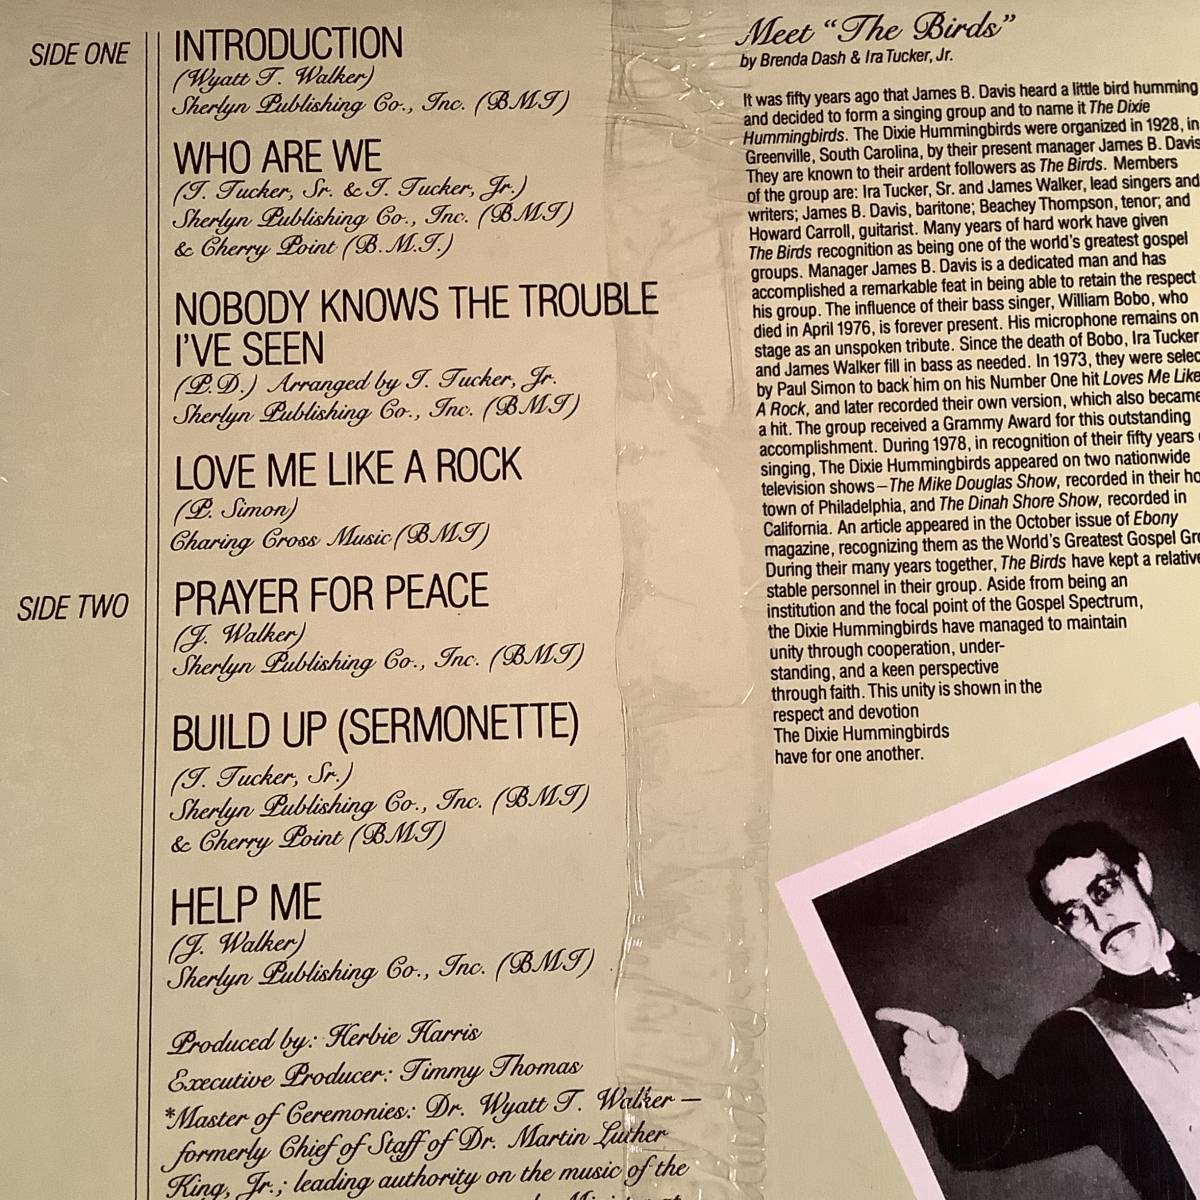 SIDE ONE
INTRODUCTION
(Wyatt T. Walker)
Sherlyn Publishing Co., Inc. (BMI)
WHO ARE WE
(I. Tucker, Sr. & I. Tucker, Jr.)
Sherlyn Publishing Co., Inc. (BMI)
& Cherry Point (B.M.I.)
NOBODY KNOWS THE TROUBLE
I'VE SEEN
(P.D.) Arranged by I. Tucker, Jr.
Sherlyn Publishing Co., Inc. (BMI)
LOVE ME LIKE A ROCK
(P. Simon)
Charing Cross Music (BMI)
SIDE TWO
PRAYER FOR PEACE
(J. Walker)
Sherlyn Publishing Co., Inc. (BMI)
BUILD UP (SERMONETTE)
(I. Tucker, Sr.)
Sherlyn Publishing Co., Inc. (BMI)
& Cherry Point (BMI)
HELP ME
(J. Walker)
Sherlyn Publishing Co., Inc. (BMI)
Produced by: Herbie Harris
Executive Producer: Timmy Thomas
*Master of Ceremonies: Dr. Wyatt T. Walker —
formerly Chief of Staff of Dr. Martin Luther
King, Jr.; leading authority on the music of the
Meet “The Birds”
by Brenda Dash & Ira Tucker, Jr.
It was fifty years ago that James B. Davis heard a little bird humming
and decided to form a singing group and to name it The Dixie
Hummingbirds. The Dixie Hummingbirds were organized in 1928, in
Greenville, South Carolina, by their present manager James B. Davis
They are known to their ardent followers as The Birds. Members
of the group are: Ira Tucker, Sr. and James Walker, lead singers and
writers; James B. Davis, baritone; Beachey Thompson, tenor; and
Howard Carroll, guitarist. Many years of hard work have given
The Birds recognition as being one of the world's greatest gospel
groups. Manager James B. Davis is a dedicated man and has
accomplished a remarkable feat in being able to retain the respect
his group. The influence of their bass singer, William Bobo, who
died in April 1976, is forever present. His microphone remains on
stage as an unspoken tribute. Since the death of Bobo, Ira Tucker
and James Walker fill in bass as needed. In 1973, they were selec
by Paul Simon to back him on his Number One hit Loves Me Like
A Rock, and later recorded their own version, which also became
a hit. The group received a Grammy Award for this outstanding
accomplishment. During 1978, in recognition of their fifty years
singing, The Dixie Hummingbirds appeared on two nationwide
television shows—The Mike Douglas Show, recorded in their ho
town of Philadelphia, and The Dinah Shore Show, recorded in
California. An article appeared in the October issue of Ebony
magazine, recognizing them as the World's Greatest Gospel Gro
During their many years together, The Birds have kept a relative
stable personnel in their group. Aside from being an
institution and the focal point of the Gospel Spectrum,
the Dixie Hummingbirds have managed to maintain
unity through cooperation, under-
standing, and a keen perspective
through faith. This unity is shown in the
respect and devotion
The Dixie Hummingbirds
have for one another.